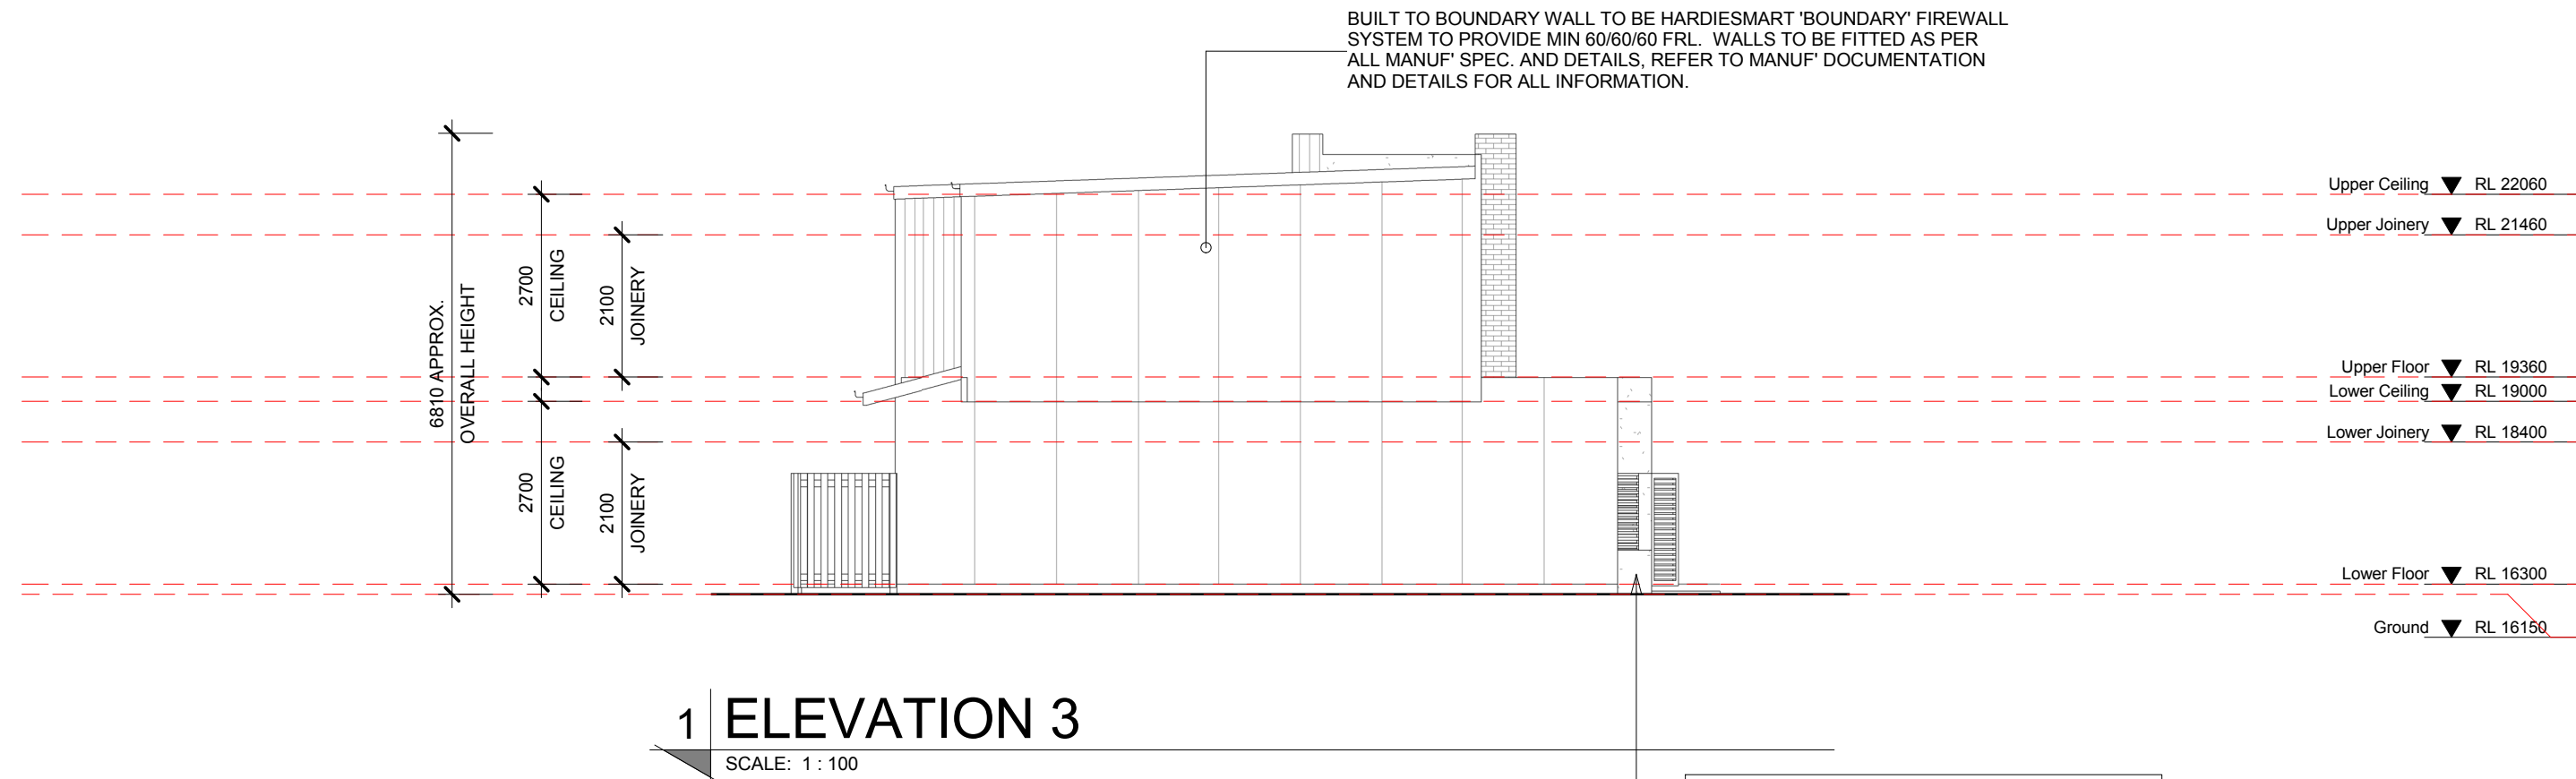 BUILT TO BOUNDARY WALL TO BE HARDIESMART 'BOUNDARY' FIREWALL
SYSTEM TO PROVIDE MIN 60/60/60 FRL. WALLS TO BE FITTED AS PER
ALL MANUF' SPEC. AND DETAILS, REFER TO MANUF' DOCUMENTATION
AND DETAILS FOR ALL INFORMATION.
6810 APPROX.
OVERALL HEIGHT
2700
CEILING
2100
JOINERY
2700
CEILING
2100
JOINERY
Upper Ceiling RL 22060
Upper Joinery RL 21460
Upper Floor RL 19360
Lower Ceiling RL 19000
Lower Joinery RL 18400
Lower Floor RL 16300
Ground RL 16150
1 ELEVATION 3
SCALE: 1 : 100